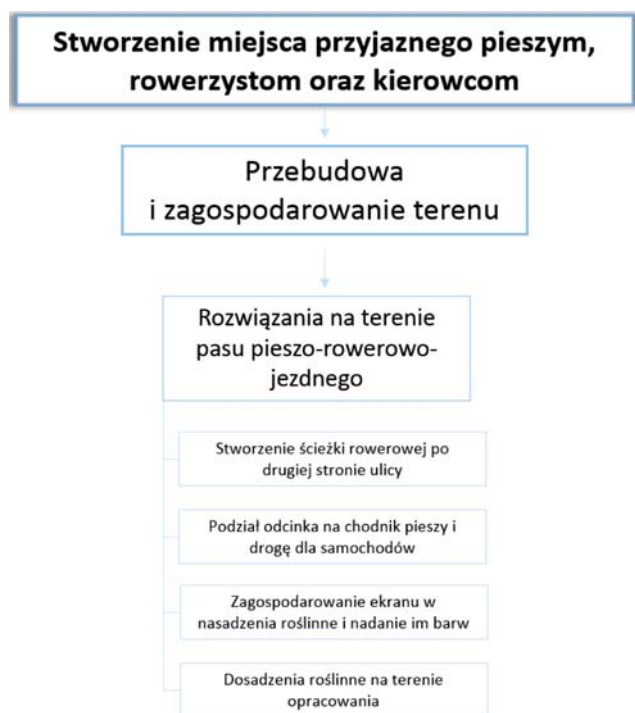 Stworzenie miejsca przyjaznego pieszym,
rowerzystom oraz kierowcom
Przebudowa
i zagospodarowanie terenu
Rozwiązania na terenie
pasu pieszo-rowerowo-
jezdnego
Stworzenie ścieżki rowerowej po
drugiej stronie ulicy
Podział odcinka na chodnik pieszy i
drogę dla samochodów
Zagospodarowanie ekranu w
nasadzenia roślinne i nadanie im barw
Dosadzenia roślinne na terenie
opracowania